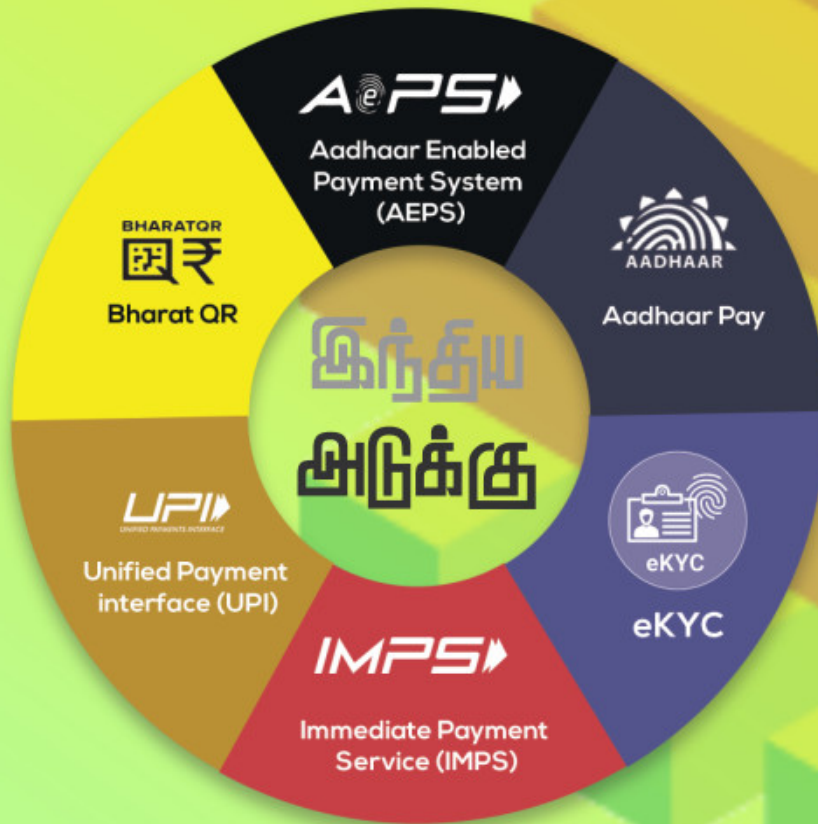 AePS
Aadhaar Enabled
Payment System
(AEPS)
AADHAAR
Aadhaar Pay
eKYC
eKYC
IMPS
Immediate Payment
Service (IMPS)
UPI
UNIFIED PAYMENTS INTERFACE
Unified Payment
interface (UPI)
BHARATQR
Bharat QR
இந்திய
அடுக்கு